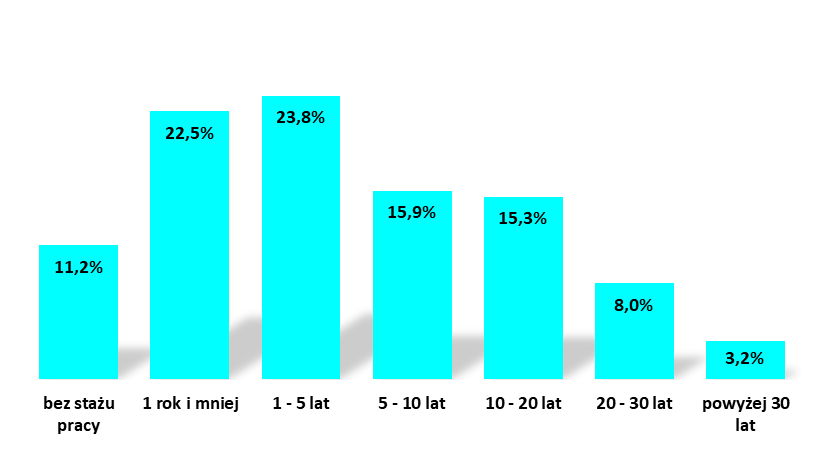 23,8%
22,5%
15,9%
15,3%
11,2%
8,0%
3,2%
bez stażu
pracy
1 rok i mniej
1 - 5 lat
5 - 10 lat
10 - 20 lat
20 - 30 lat
powyżej 30
lat